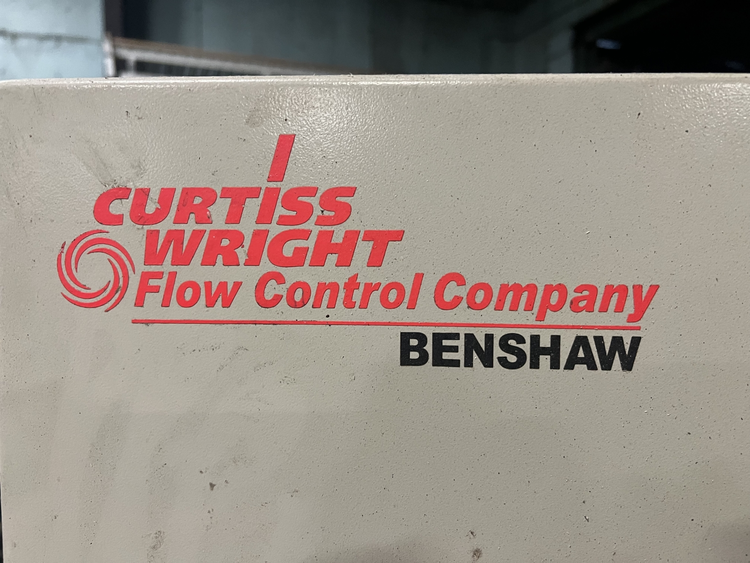 CURTISS
WRIGHT
Flow Control Company
BENSHAW